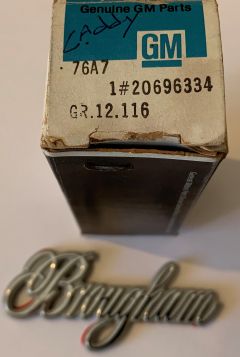 Genuine GM Parts
CADDY
GM
76A7
1#20696334
GR.12.116
Brougham